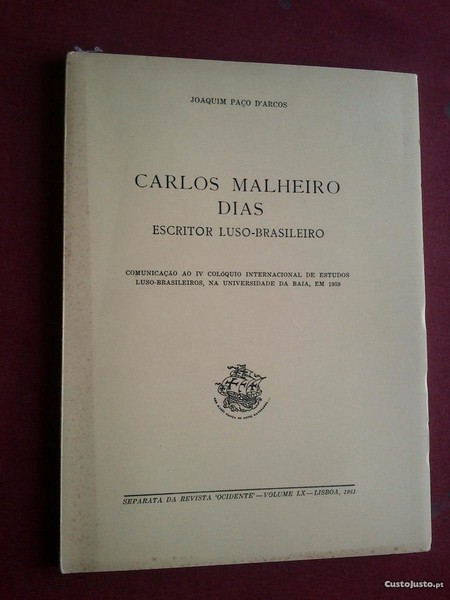 JOAQUIM PAÇO D'ARCOS
CARLOS MALHEIRO
DIAS
ESCRITOR LUSO-BRASILEIRO
COMUNICAÇÃO AO IV COLÓQUIO INTERNACIONAL DE ESTUDOS
LUSO-BRASILEIROS, NA UNIVERSIDADE DA BAIA, EM 1959
SEPARATA DA REVISTA 'OCIDENTE' — VOLUME LX — LISBOA, 1961
CustoJusto.pt